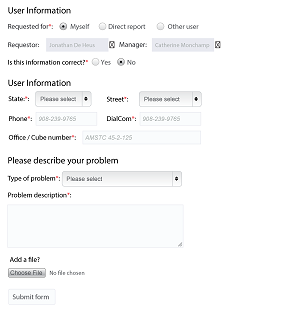 User Information
Requested for*: Myself Direct report Other user
Requestor: Jonathan De Heus Manager: Catherine Monchamp
Is this information correct?* Yes No
User Information
State*: Please select Street*: Please select
Phone*: 908-239-9765 DialCom*: 908-239-9765
Office / Cube number*: AMSTC 45-2-125
Please describe your problem
Type of problem*: Please select
Problem description*:
Add a file?
Choose File No file chosen
Submit form